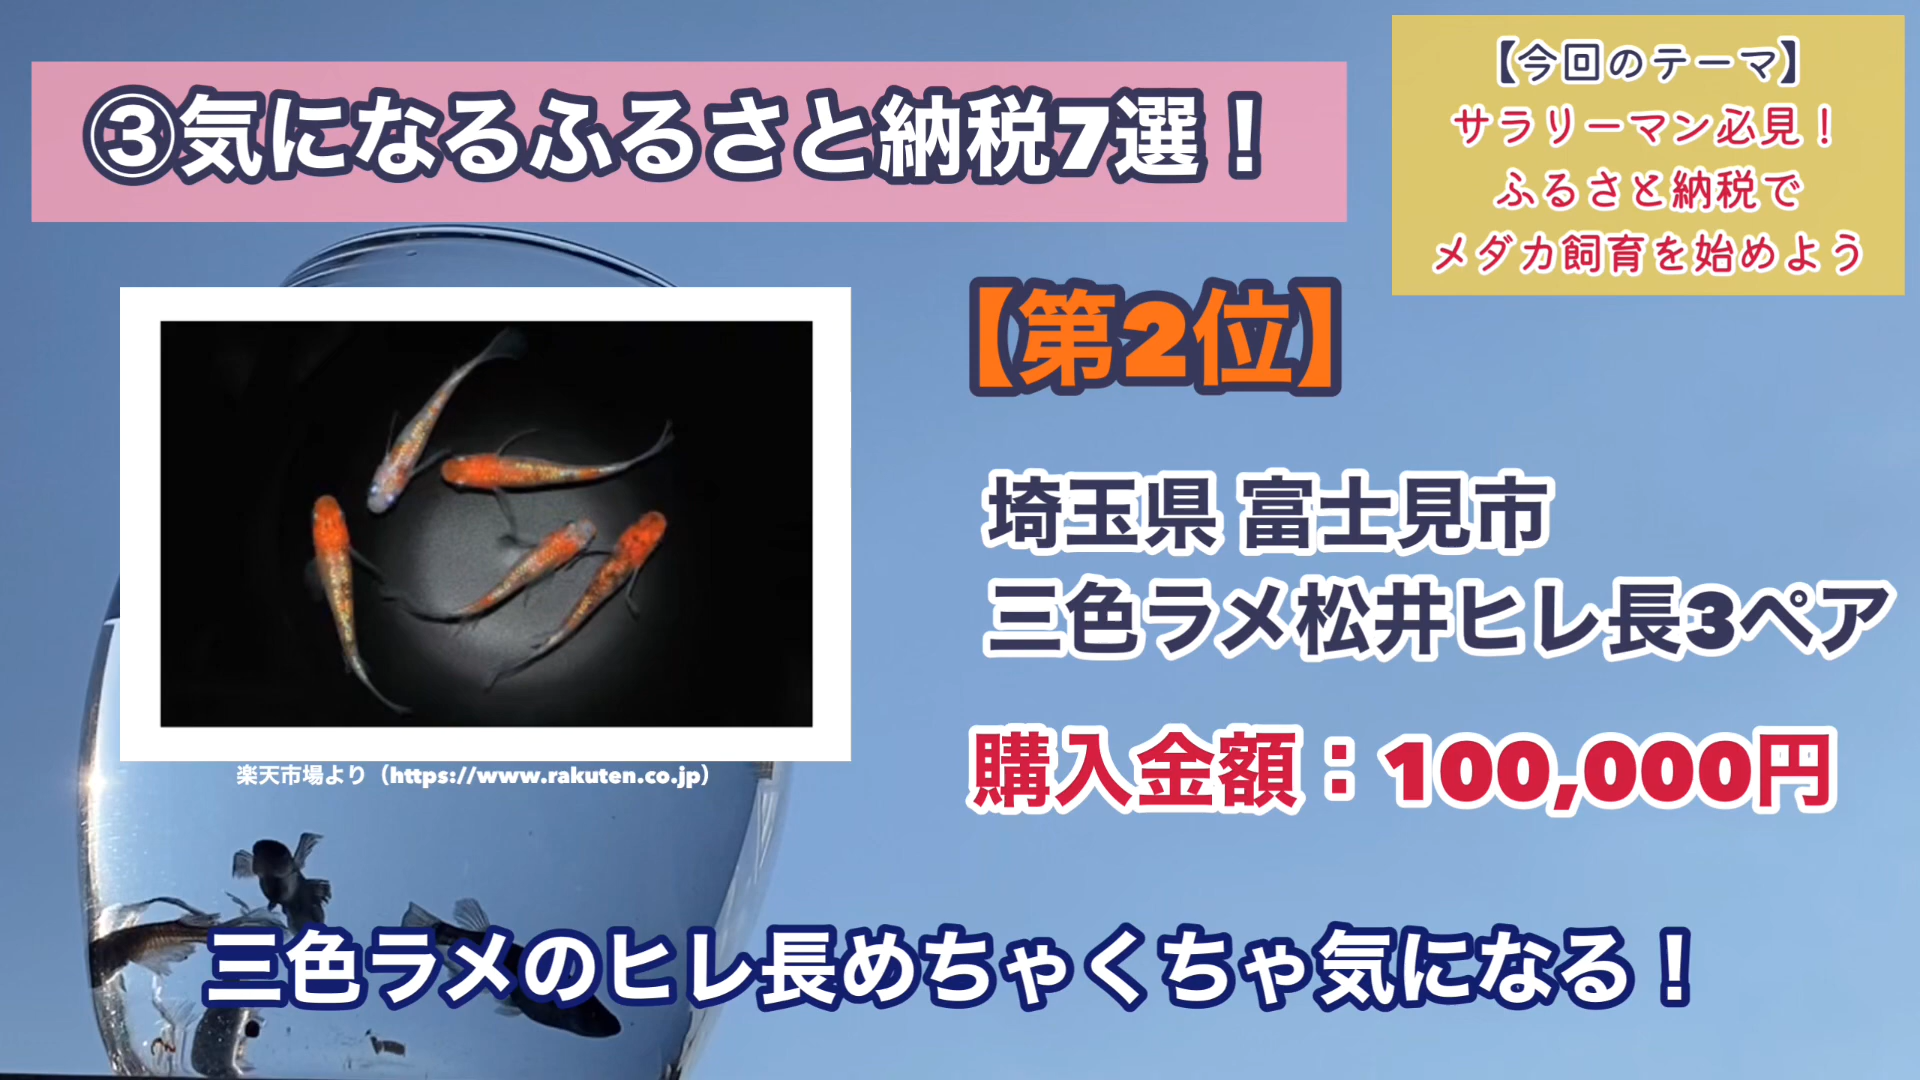 ③気になるふるさと納税7選！
【今回のテーマ】
サラリーマン必見！
ふるさと納税で
メダカ飼育を始めよう
【第2位】
埼玉県 富士見市
三色ラメ松井ヒレ長3ペア
購入金額：100,000円
楽天市場より（https://www.rakuten.co.jp）
三色ラメのヒレ長めちゃくちゃ気になる！